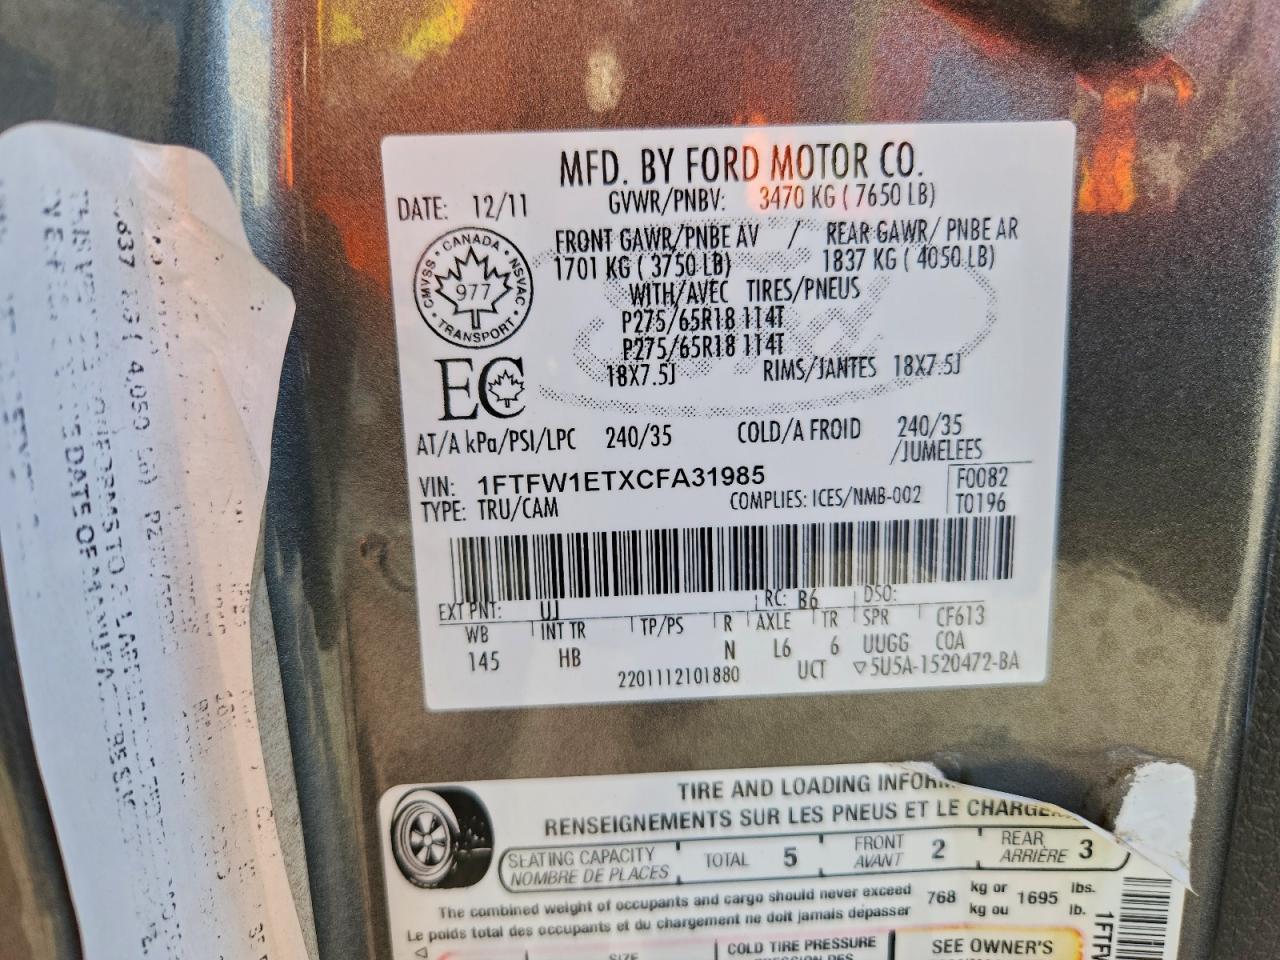 MFD. BY FORD MOTOR CO.
DATE: 12/11 GVWR/PNBV: 3470 KG ( 7650 LB)
FRONT GAWR/PNBE AV / REAR GAWR/ PNBE AR
1701 KG ( 3750 LB) 1837 KG ( 4050 LB)
WITH/AVEC TIRES/PNEUS
P275/65R18 114T
P275/65R18 114T
18X7.5J RIMS/JANTES 18X7.5J
CANADA NSVAC TRANSPORT CMVSS
977
EC
AT/A kPa/PSI/LPC 240/35 COLD/A FROID 240/35
/JUMELEES
VIN: 1FTFW1ETXCFA31985 F0082
TYPE: TRU/CAM COMPLIES: ICES/NMB-002 T0196
EXT PNT: UJ RC: B6 DSO:
WB INT TR TP/PS R AXLE TR SPR CF613
145 HB N L6 6 UUGG COA
2201112101880 UCT ▽5U5A-1520472-BA
TIRE AND LOADING
RENSEIGNEMENTS SUR LES PNEUS ET LE
SEATING CAPACITY TOTAL 5 FRONT 2 REAR 3
NOMBRE DE PLACES AVANT ARRIÈRE
The combined weight of occupants and cargo should never exceed 768 kg or 1695 lbs.
Le poids total des occupants et du chargement ne doit jamais dépasser kg ou lb.
SIZE COLD TIRE PRESSURE SEE OWNER'S
4,050
DATE OF